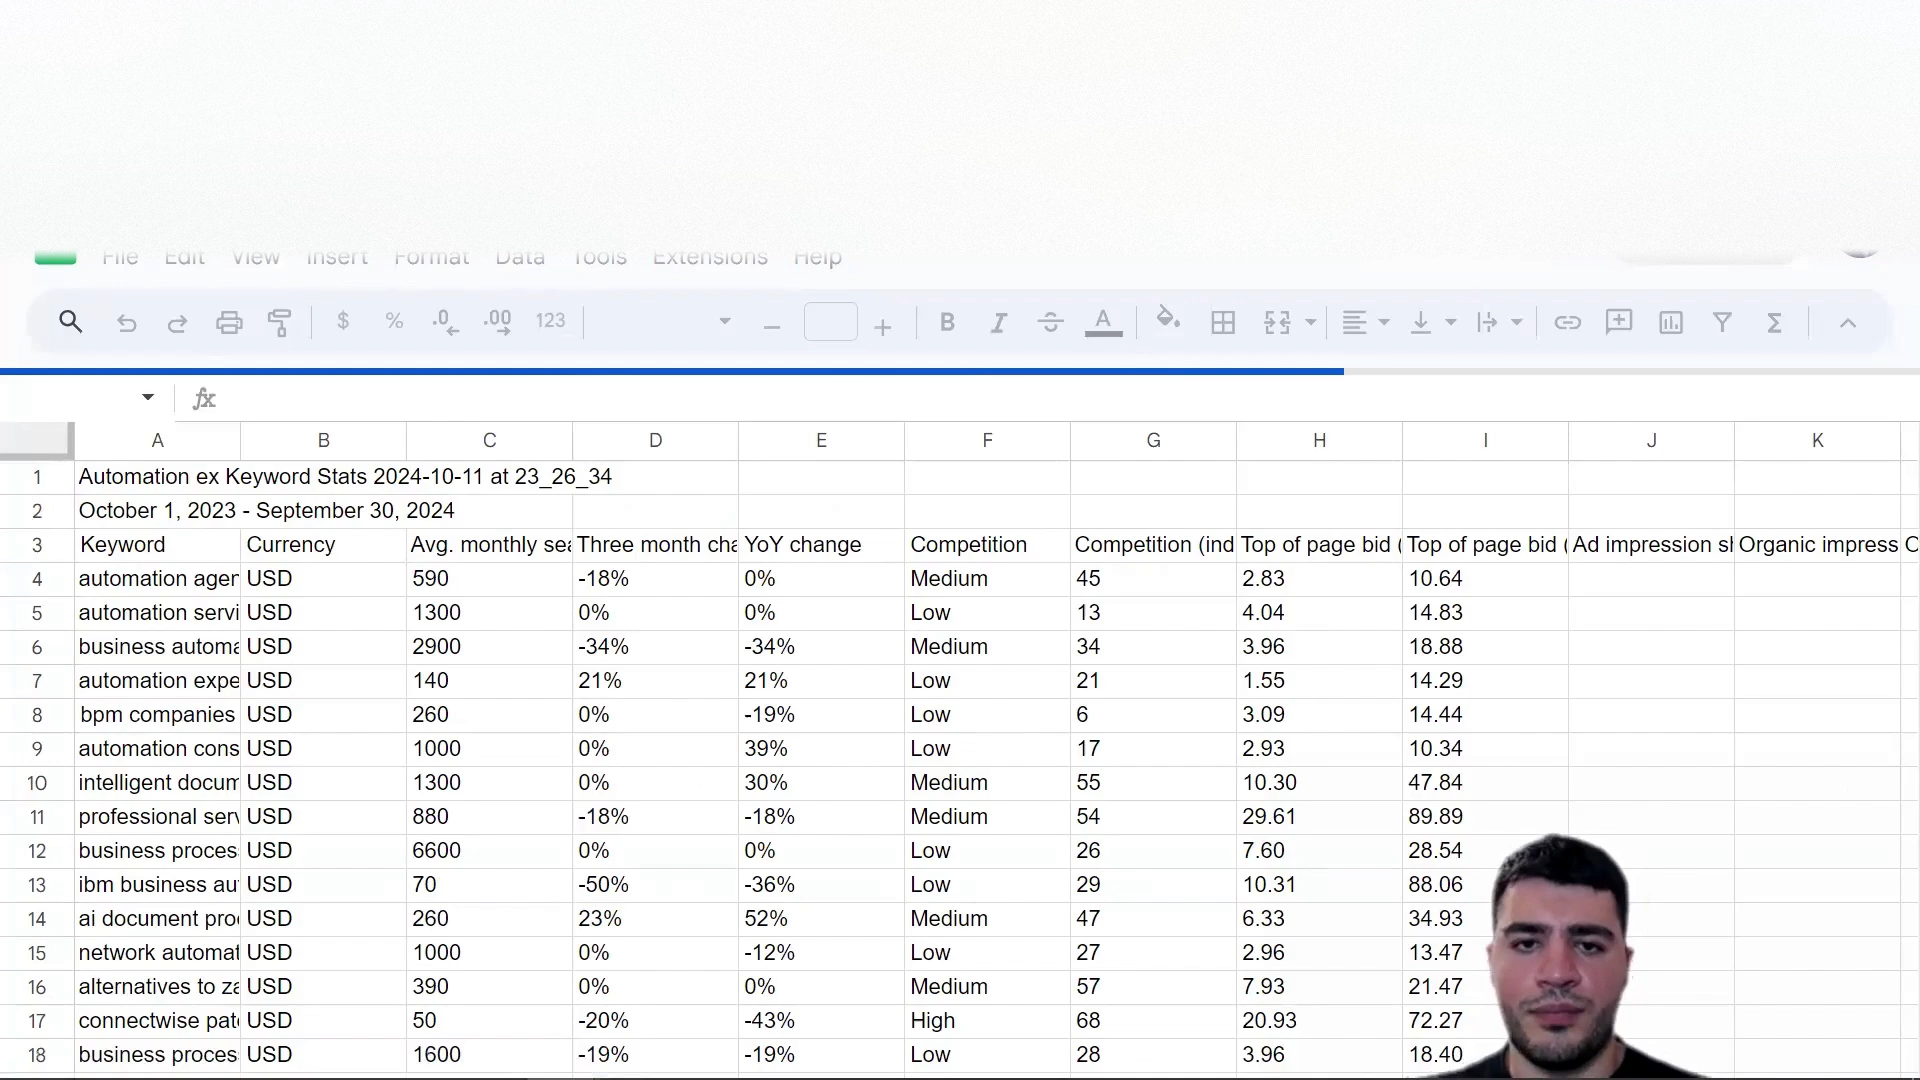 File Edit View Insert Format Data Tools Extensions Help
$ % .0 .00 123 B I A Σ
fx
A B C D E F G H I J K
1 Automation ex Keyword Stats 2024-10-11 at 23_26_34
2 October 1, 2023 - September 30, 2024
3 Keyword Currency Avg. monthly sea Three month cha YoY change Competition Competition (ind Top of page bid ( Top of page bid ( Ad impression sh Organic impress C
4 automation agen USD 590 -18% 0% Medium 45 2.83 10.64
5 automation servi USD 1300 0% 0% Low 13 4.04 14.83
6 business automa USD 2900 -34% -34% Medium 34 3.96 18.88
7 automation expe USD 140 21% 21% Low 21 1.55 14.29
8 bpm companies USD 260 0% -19% Low 6 3.09 14.44
9 automation cons USD 1000 0% 39% Low 17 2.93 10.34
10 intelligent docum USD 1300 0% 30% Medium 55 10.30 47.84
11 professional serv USD 880 -18% -18% Medium 54 29.61 89.89
12 business proces USD 6600 0% 0% Low 26 7.60 28.54
13 ibm business au USD 70 -50% -36% Low 29 10.31 88.06
14 ai document pro USD 260 23% 52% Medium 47 6.33 34.93
15 network automat USD 1000 0% -12% Low 27 2.96 13.47
16 alternatives to za USD 390 0% 0% Medium 57 7.93 21.47
17 connectwise pat USD 50 -20% -43% High 68 20.93 72.27
18 business proces USD 1600 -19% -19% Low 28 3.96 18.40